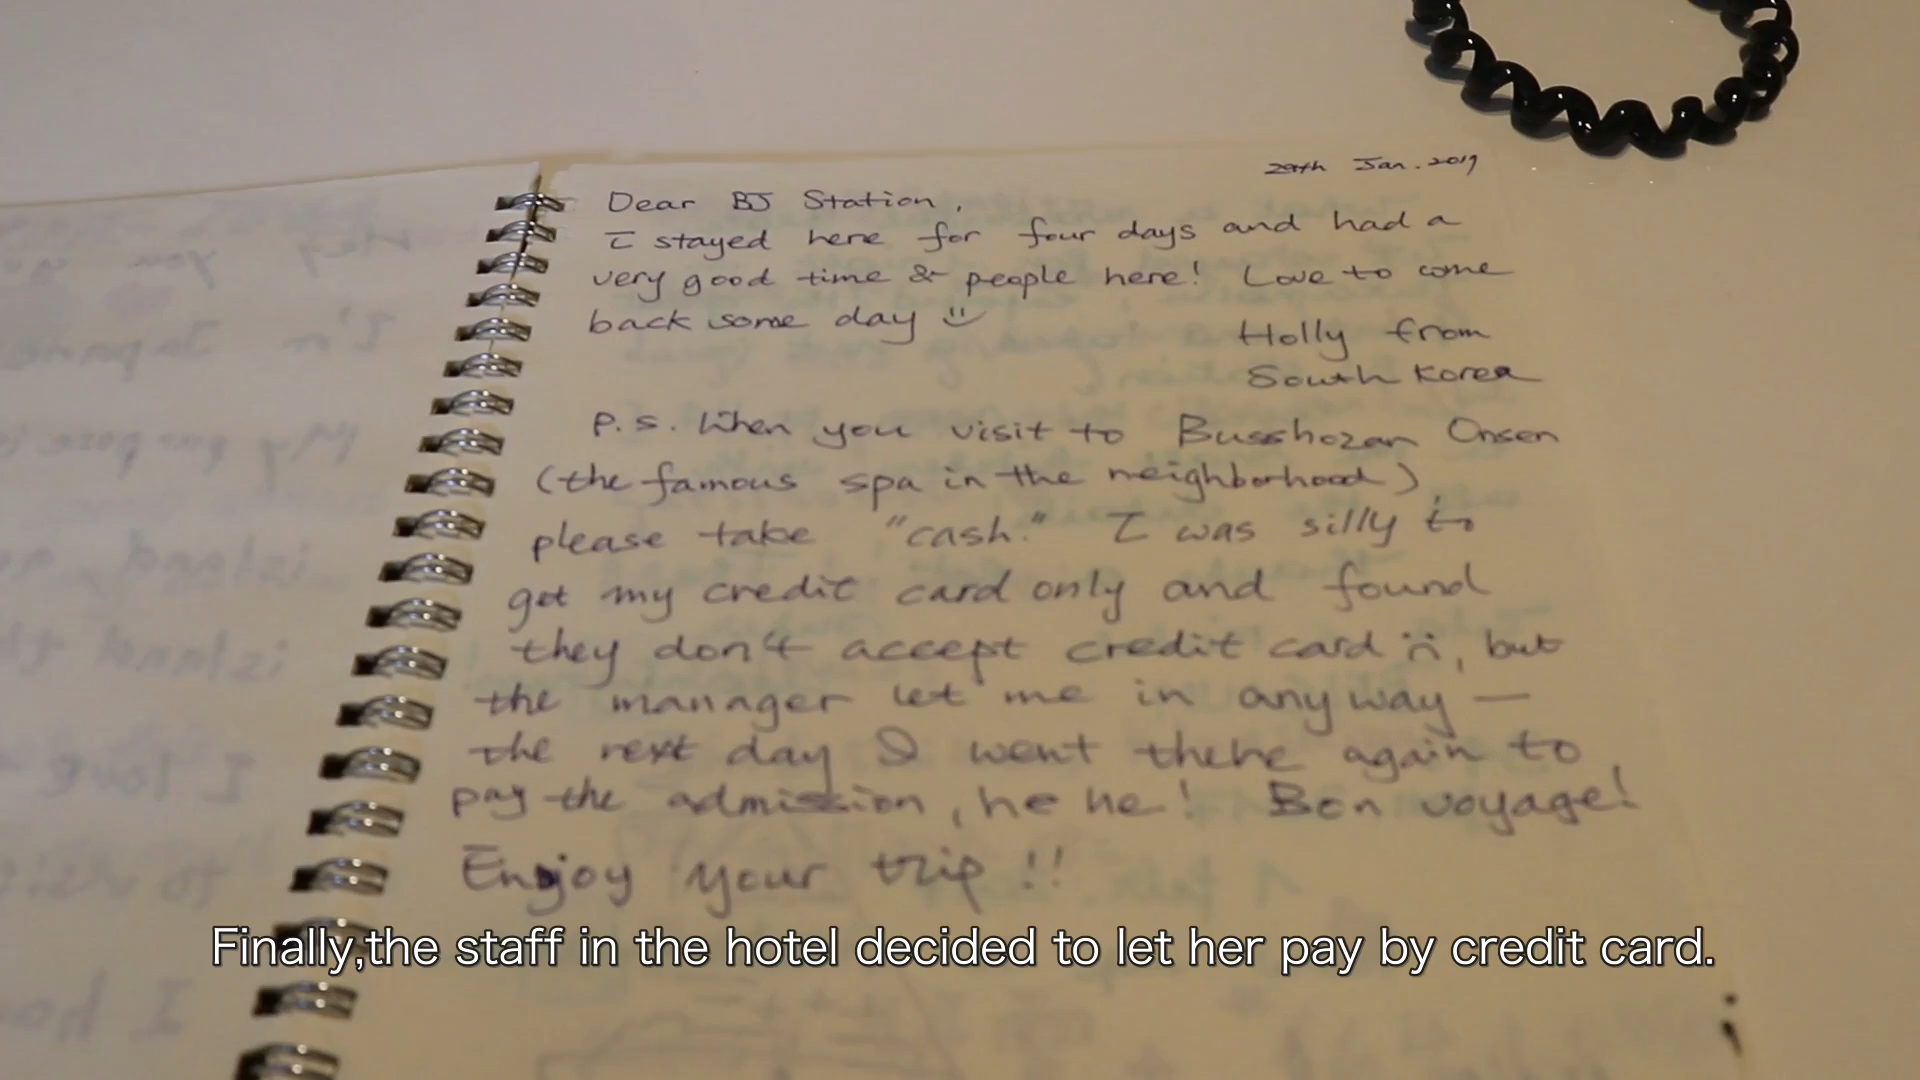 29th Jan. 2019
Dear BJ Station,
I stayed here for four days and had a
very good time & people here! Love to come
back some day
Holly from
South Korea
P.S. When you visit to Busshozan Onsen
(the famous spa in the neighborhood),
please take "cash." I was silly to
get my credit card only and found
they don't accept credit card, but
the manager let me in any way —
the next day I went there again to
pay the admission, he he! Bon voyage!
Enjoy your trip!!
Finally,the staff in the hotel decided to let her pay by credit card.